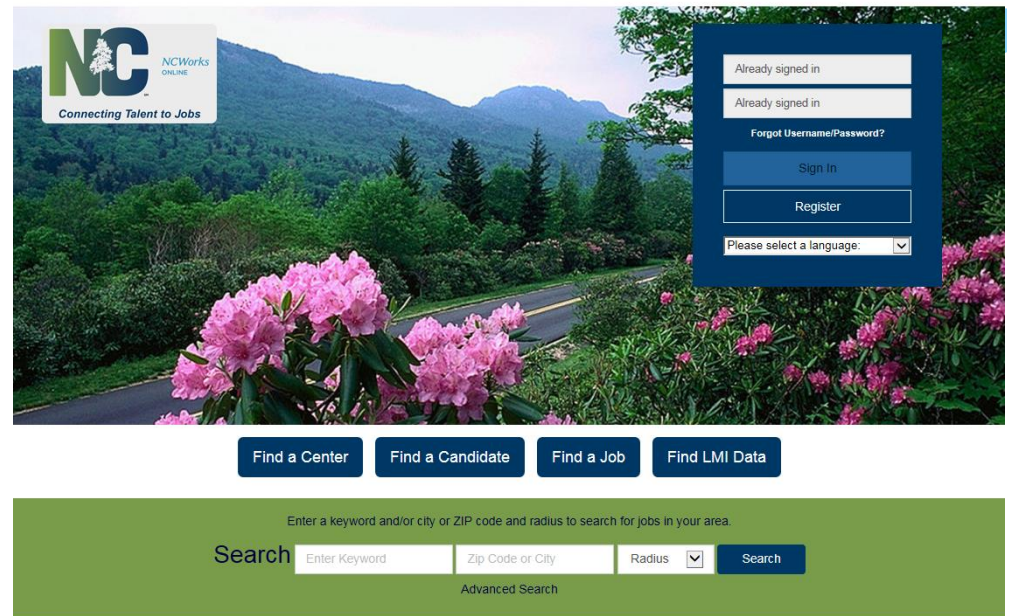 NC
NCWorks
ONLINE
Connecting Talent to Jobs
Already signed in
Already signed in
Forgot Username/Password?
Sign In
Register
Please select a language:
Find a Center
Find a Candidate
Find a Job
Find LMI Data
Enter a keyword and/or city or ZIP code and radius to search for jobs in your area.
Search Enter Keyword Zip Code or City Radius Search
Advanced Search